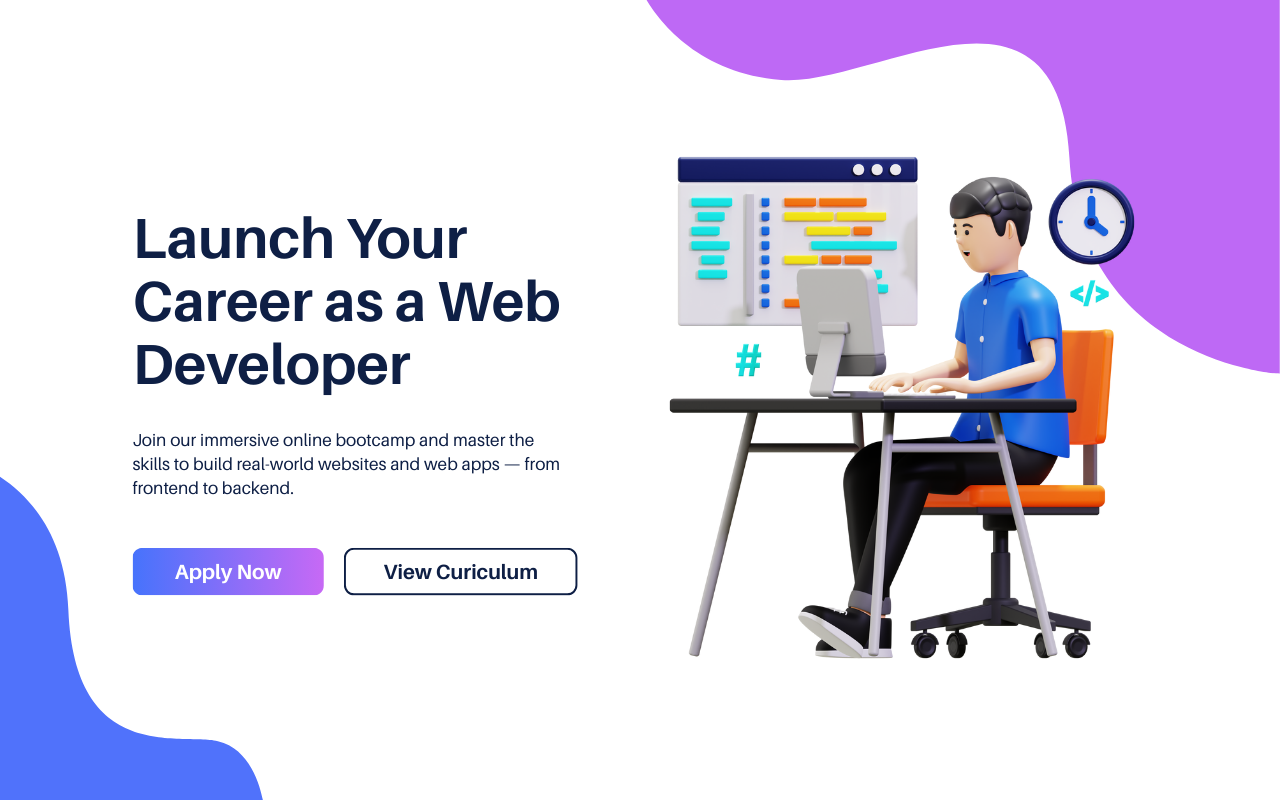 Launch Your
Career as a Web
Developer
Join our immersive online bootcamp and master the
skills to build real-world websites and web apps — from
frontend to backend.
Apply Now
View Curiculum
#
</>